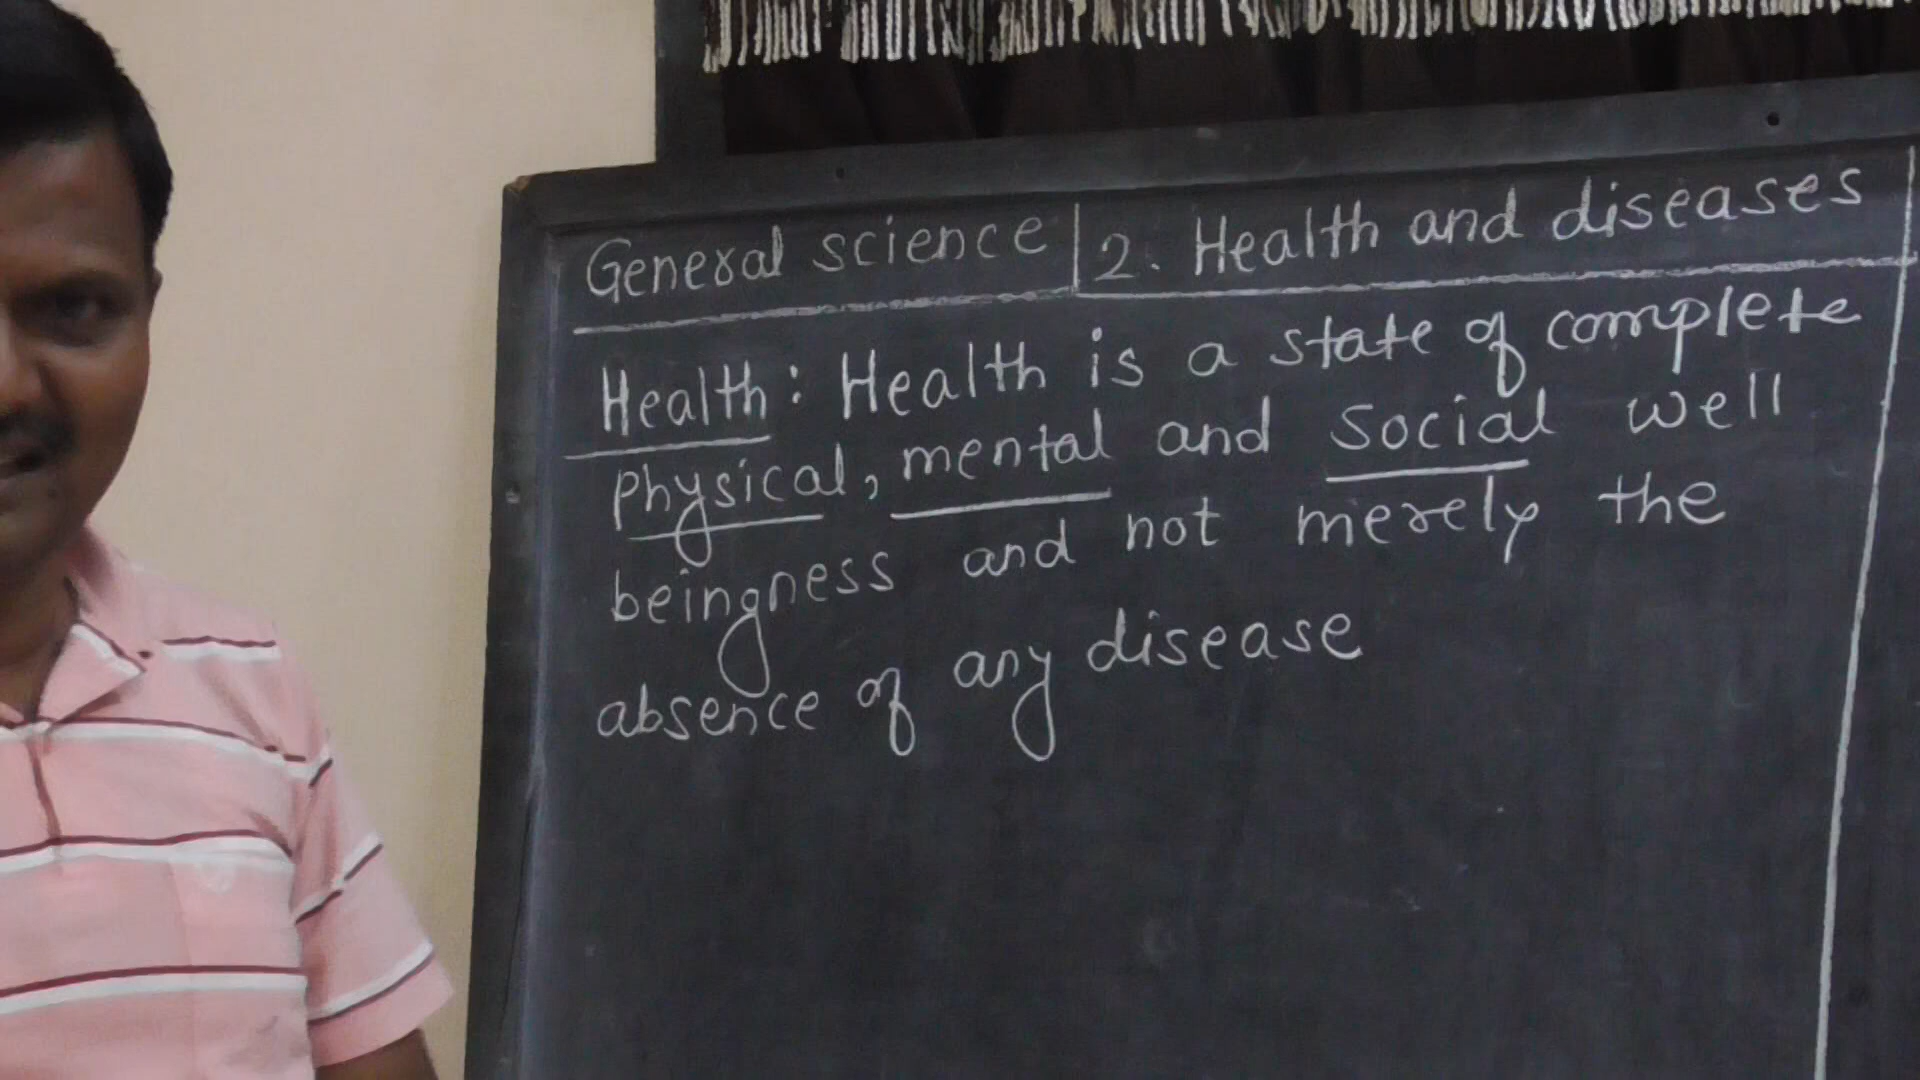 General science | 2. Health and diseases
Health: Health is a state of complete
physical, mental and social well
beingness and not merely the
absence of any disease